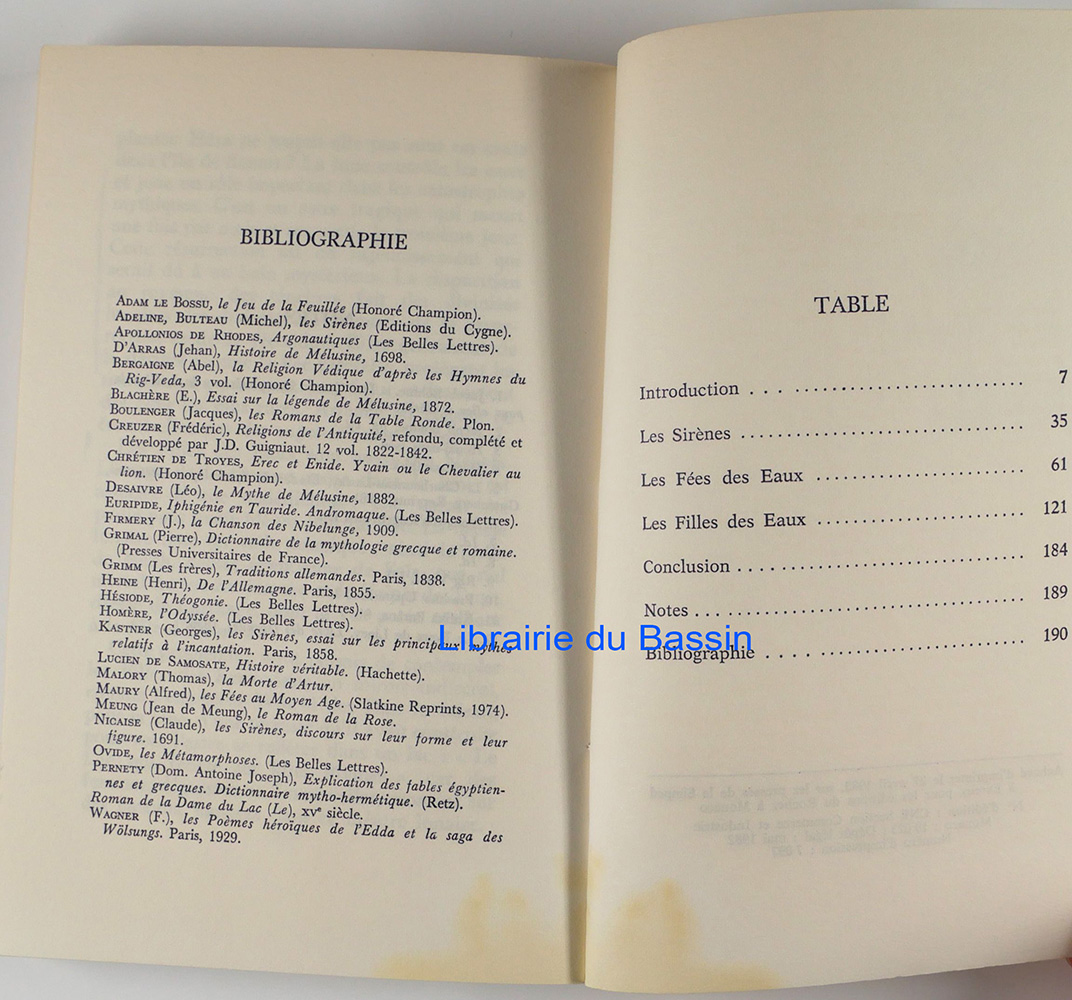 BIBLIOGRAPHIE
ADAM LE BOSSU, le Jeu de la Feuillée (Honoré Champion).
ADELINE, BULTEAU (Michel), les Sirènes (Editions du Cygne).
APOLLONIOS DE RHODES, Argonautiques (Les Belles Lettres).
D'ARRAS (Jehan), Histoire de Mélusine, 1698.
BERGAIGNE (Abel), la Religion Védique d'après les Hymnes du
Rig-Veda, 3 vol. (Honoré Champion).
BLACHÈRE (E.), Essai sur la légende de Mélusine, 1872.
BOULENGER (Jacques), les Romans de la Table Ronde. Plon.
CREUZER (Frédéric), Religions de l'Antiquité, refondu, complété et
développé par J.D. Guigniaut. 12 vol. 1822-1842.
CHRÉTIEN DE TROYES, Erec et Enide. Yvain ou le Chevalier au
lion. (Honoré Champion).
DESAIVRE (Léo), le Mythe de Mélusine, 1882.
EURIPIDE, Iphigénie en Tauride. Andromaque. (Les Belles Lettres).
FIRMERY (J.), la Chanson des Nibelunge, 1909.
GRIMAL (Pierre), Dictionnaire de la mythologie grecque et romaine.
(Presses Universitaires de France).
GRIMM (Les frères), Traditions allemandes. Paris, 1838.
HEINE (Henri), De l'Allemagne. Paris, 1855.
HÉSIODE, Théogonie. (Les Belles Lettres).
HOMÈRE, l'Odyssée. (Les Belles Lettres).
KASTNER (Georges), les Sirènes, essai sur les principaux mythes
relatifs à l'incantation. Paris, 1858.
LUCIEN DE SAMOSATE, Histoire véritable. (Hachette).
MALORY (Thomas), la Morte d'Artur.
MAURY (Alfred), les Fées au Moyen Age. (Slatkine Reprints, 1974).
MEUNG (Jean de Meung), le Roman de la Rose.
NICAISE (Claude), les Sirènes, discours sur leur forme et leur
figure. 1691.
OVIDE, les Métamorphoses. (Les Belles Lettres).
PERNETY (Dom. Antoine Joseph), Explication des fables égyptien-
nes et grecques. Dictionnaire mytho-hermétique. (Retz).
Roman de la Dame du Lac (Le), XVe siècle.
WAGNER (F.), les Poèmes héroïques de l'Edda et la saga des
Wölsungs. Paris, 1929.
TABLE
Introduction . . . . . . . . . . . . . . . . . . . . . . . . . . . 7
Les Sirènes . . . . . . . . . . . . . . . . . . . . . . . . . . . 35
Les Fées des Eaux . . . . . . . . . . . . . . . . . . . . . 61
Les Filles des Eaux . . . . . . . . . . . . . . . . . . . . 121
Conclusion . . . . . . . . . . . . . . . . . . . . . . . . . . . 184
Notes . . . . . . . . . . . . . . . . . . . . . . . . . . . . . . 189
Bibliographie . . . . . . . . . . . . . . . . . . . . . . . . 190
Librairie du Bassin